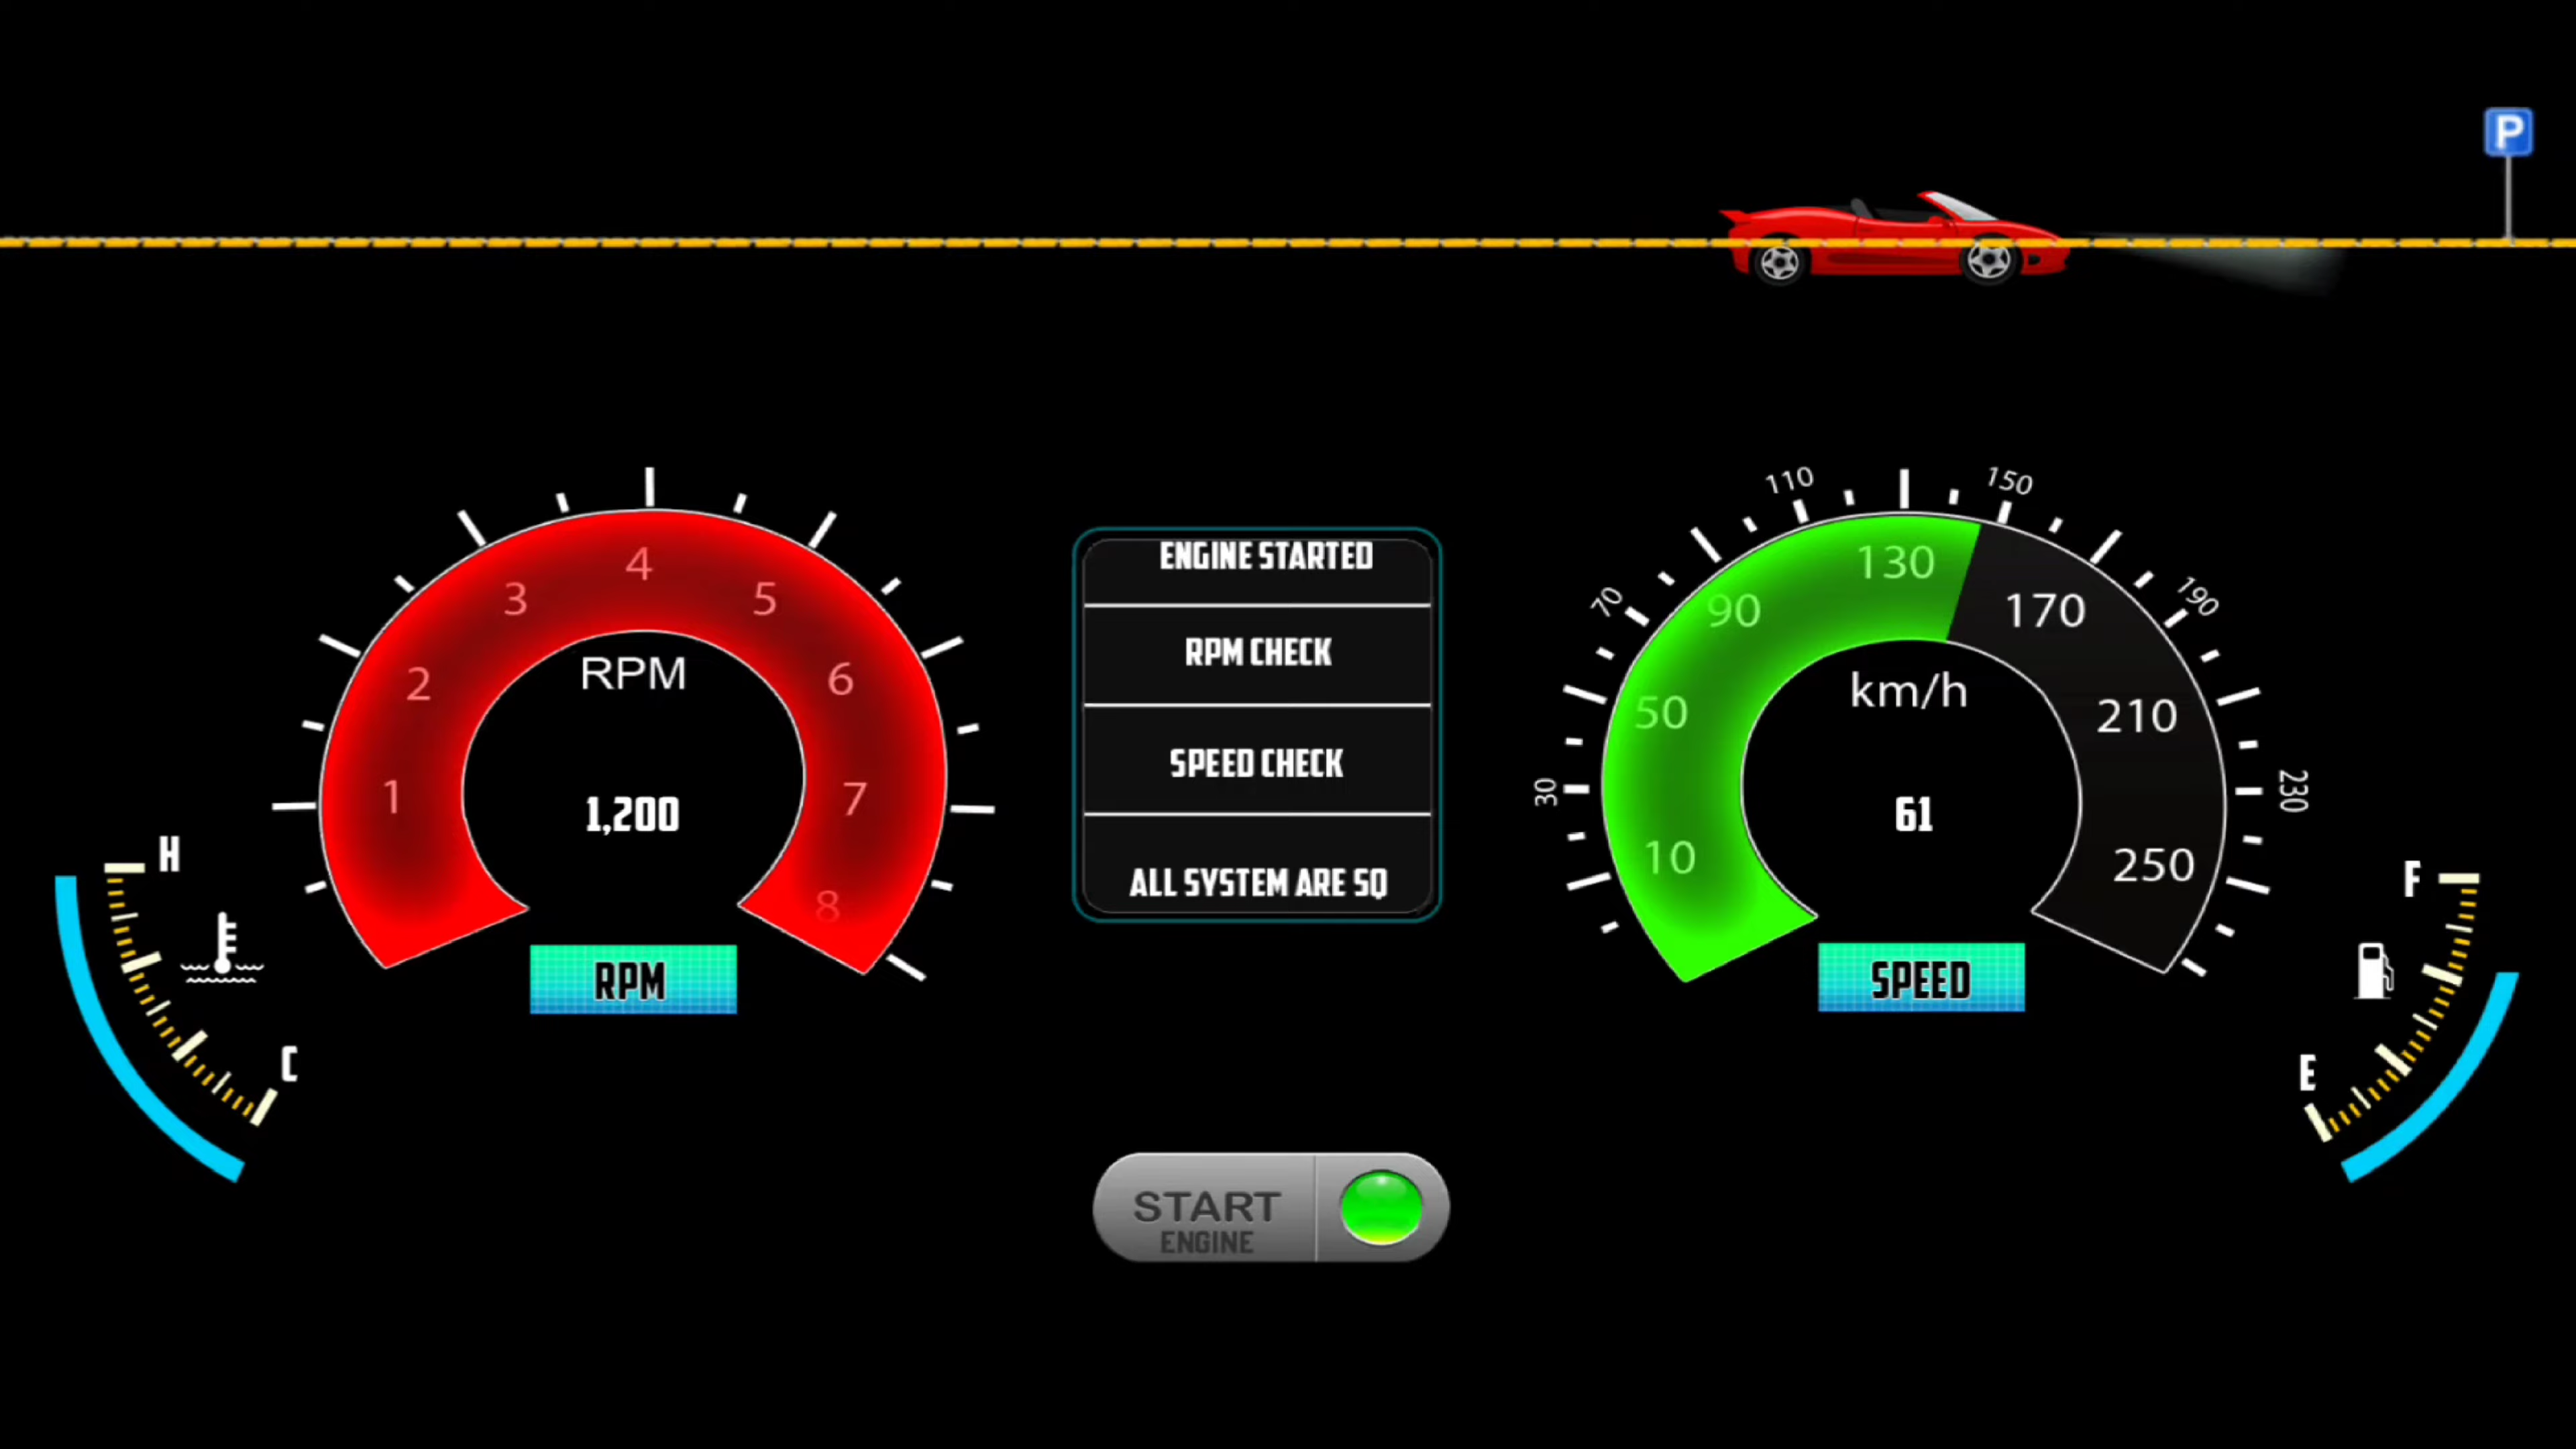 P
110
150
70
190
130
90
170
50
210
km/h
30
230
61
10
250
SPEED
4
3
5
RPM
2
6
1
7
1,200
8
RPM
ENGINE STARTED
RPM CHECK
SPEED CHECK
ALL SYSTEM ARE SQ
H
C
F
E
START
ENGINE